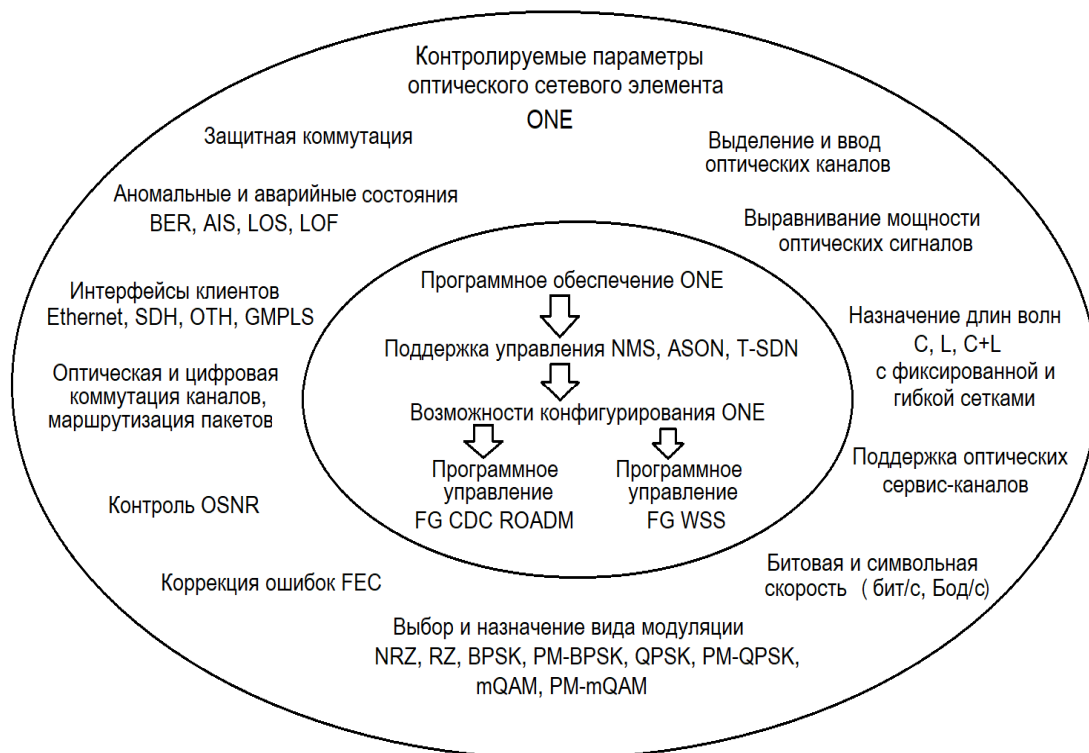 Контролируемые параметры
оптического сетевого элемента
ONE
Защитная коммутация
Выделение и ввод
оптических каналов
Аномальные и аварийные состояния
BER, AIS, LOS, LOF
Выравнивание мощности
оптических сигналов
Интерфейсы клиентов
Ethernet, SDH, OTH, GMPLS
Назначение длин волн
C, L, C+L
с фиксированной и
гибкой сетками
Оптическая и цифровая
коммутация каналов,
маршрутизация пакетов
Поддержка оптических
сервис-каналов
Контроль OSNR
Битовая и символьная
скорость ( бит/с, Бод/с)
Коррекция ошибок FEC
Выбор и назначение вида модуляции
NRZ, RZ, BPSK, PM-BPSK, QPSK, PM-QPSK,
mQAM, PM-mQAM
Программное обеспечение ONE
Поддержка управления NMS, ASON, T-SDN
Возможности конфигурирования ONE
Программное
управление
FG CDC ROADM
Программное
управление
FG WSS